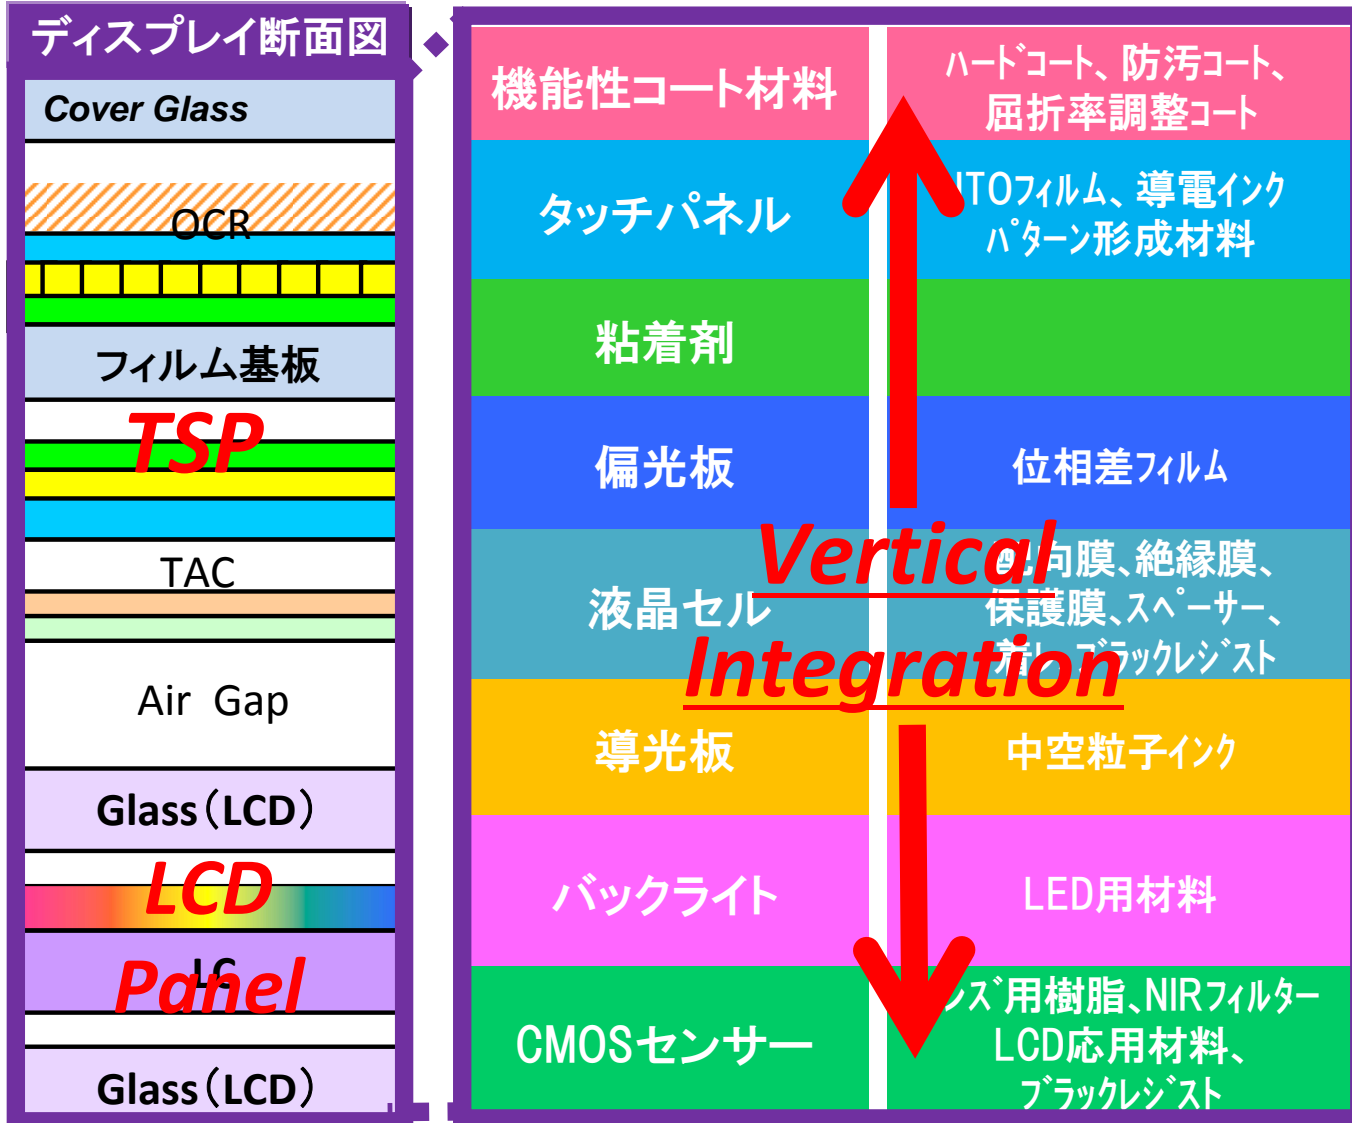 ディスプレイ断面図
Cover Glass
OCR
フィルム基板
TSP
TAC
Air Gap
Glass（LCD）
LCD
LC
Panel
Glass（LCD）
機能性コート材料
ﾊｰﾄﾞｺｰﾄ、防汚コート、
屈折率調整ｺｰﾄ
タッチパネル
ITOﾌｨﾙﾑ、導電ｲﾝｸ
ﾊﾟﾀｰﾝ形成材料
粘着剤
偏光板
位相差ﾌｨﾙﾑ
Vertical
Integration
液晶セル
配向膜、絶縁膜、
保護膜、ｽﾍﾟｰｻｰ、
ﾌﾞﾗｯｸﾚｼﾞｽﾄ
導光板
中空粒子ｲﾝｸ
バックライト
LED用材料
CMOSセンサー
ﾝｽﾞ用樹脂、NIRﾌｨﾙﾀｰ
LCD応用材料、
ﾌﾞﾗｯｸﾚｼﾞｽﾄ